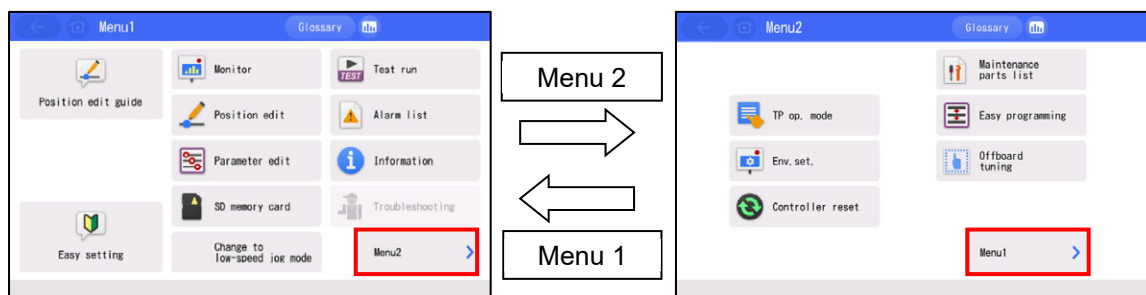 Menu1
Glossary
Position edit guide
Monitor
TEST
Test run
Position edit
Alarm list
Parameter edit
Information
SD memory card
Troubleshooting
Easy setting
Change to
low-speed jog mode
Menu2
Menu 2
Menu 1
Menu2
Glossary
Maintenance
parts list
TP op. mode
Easy programming
Env.set.
Offboard
tuning
Controller reset
Menu1